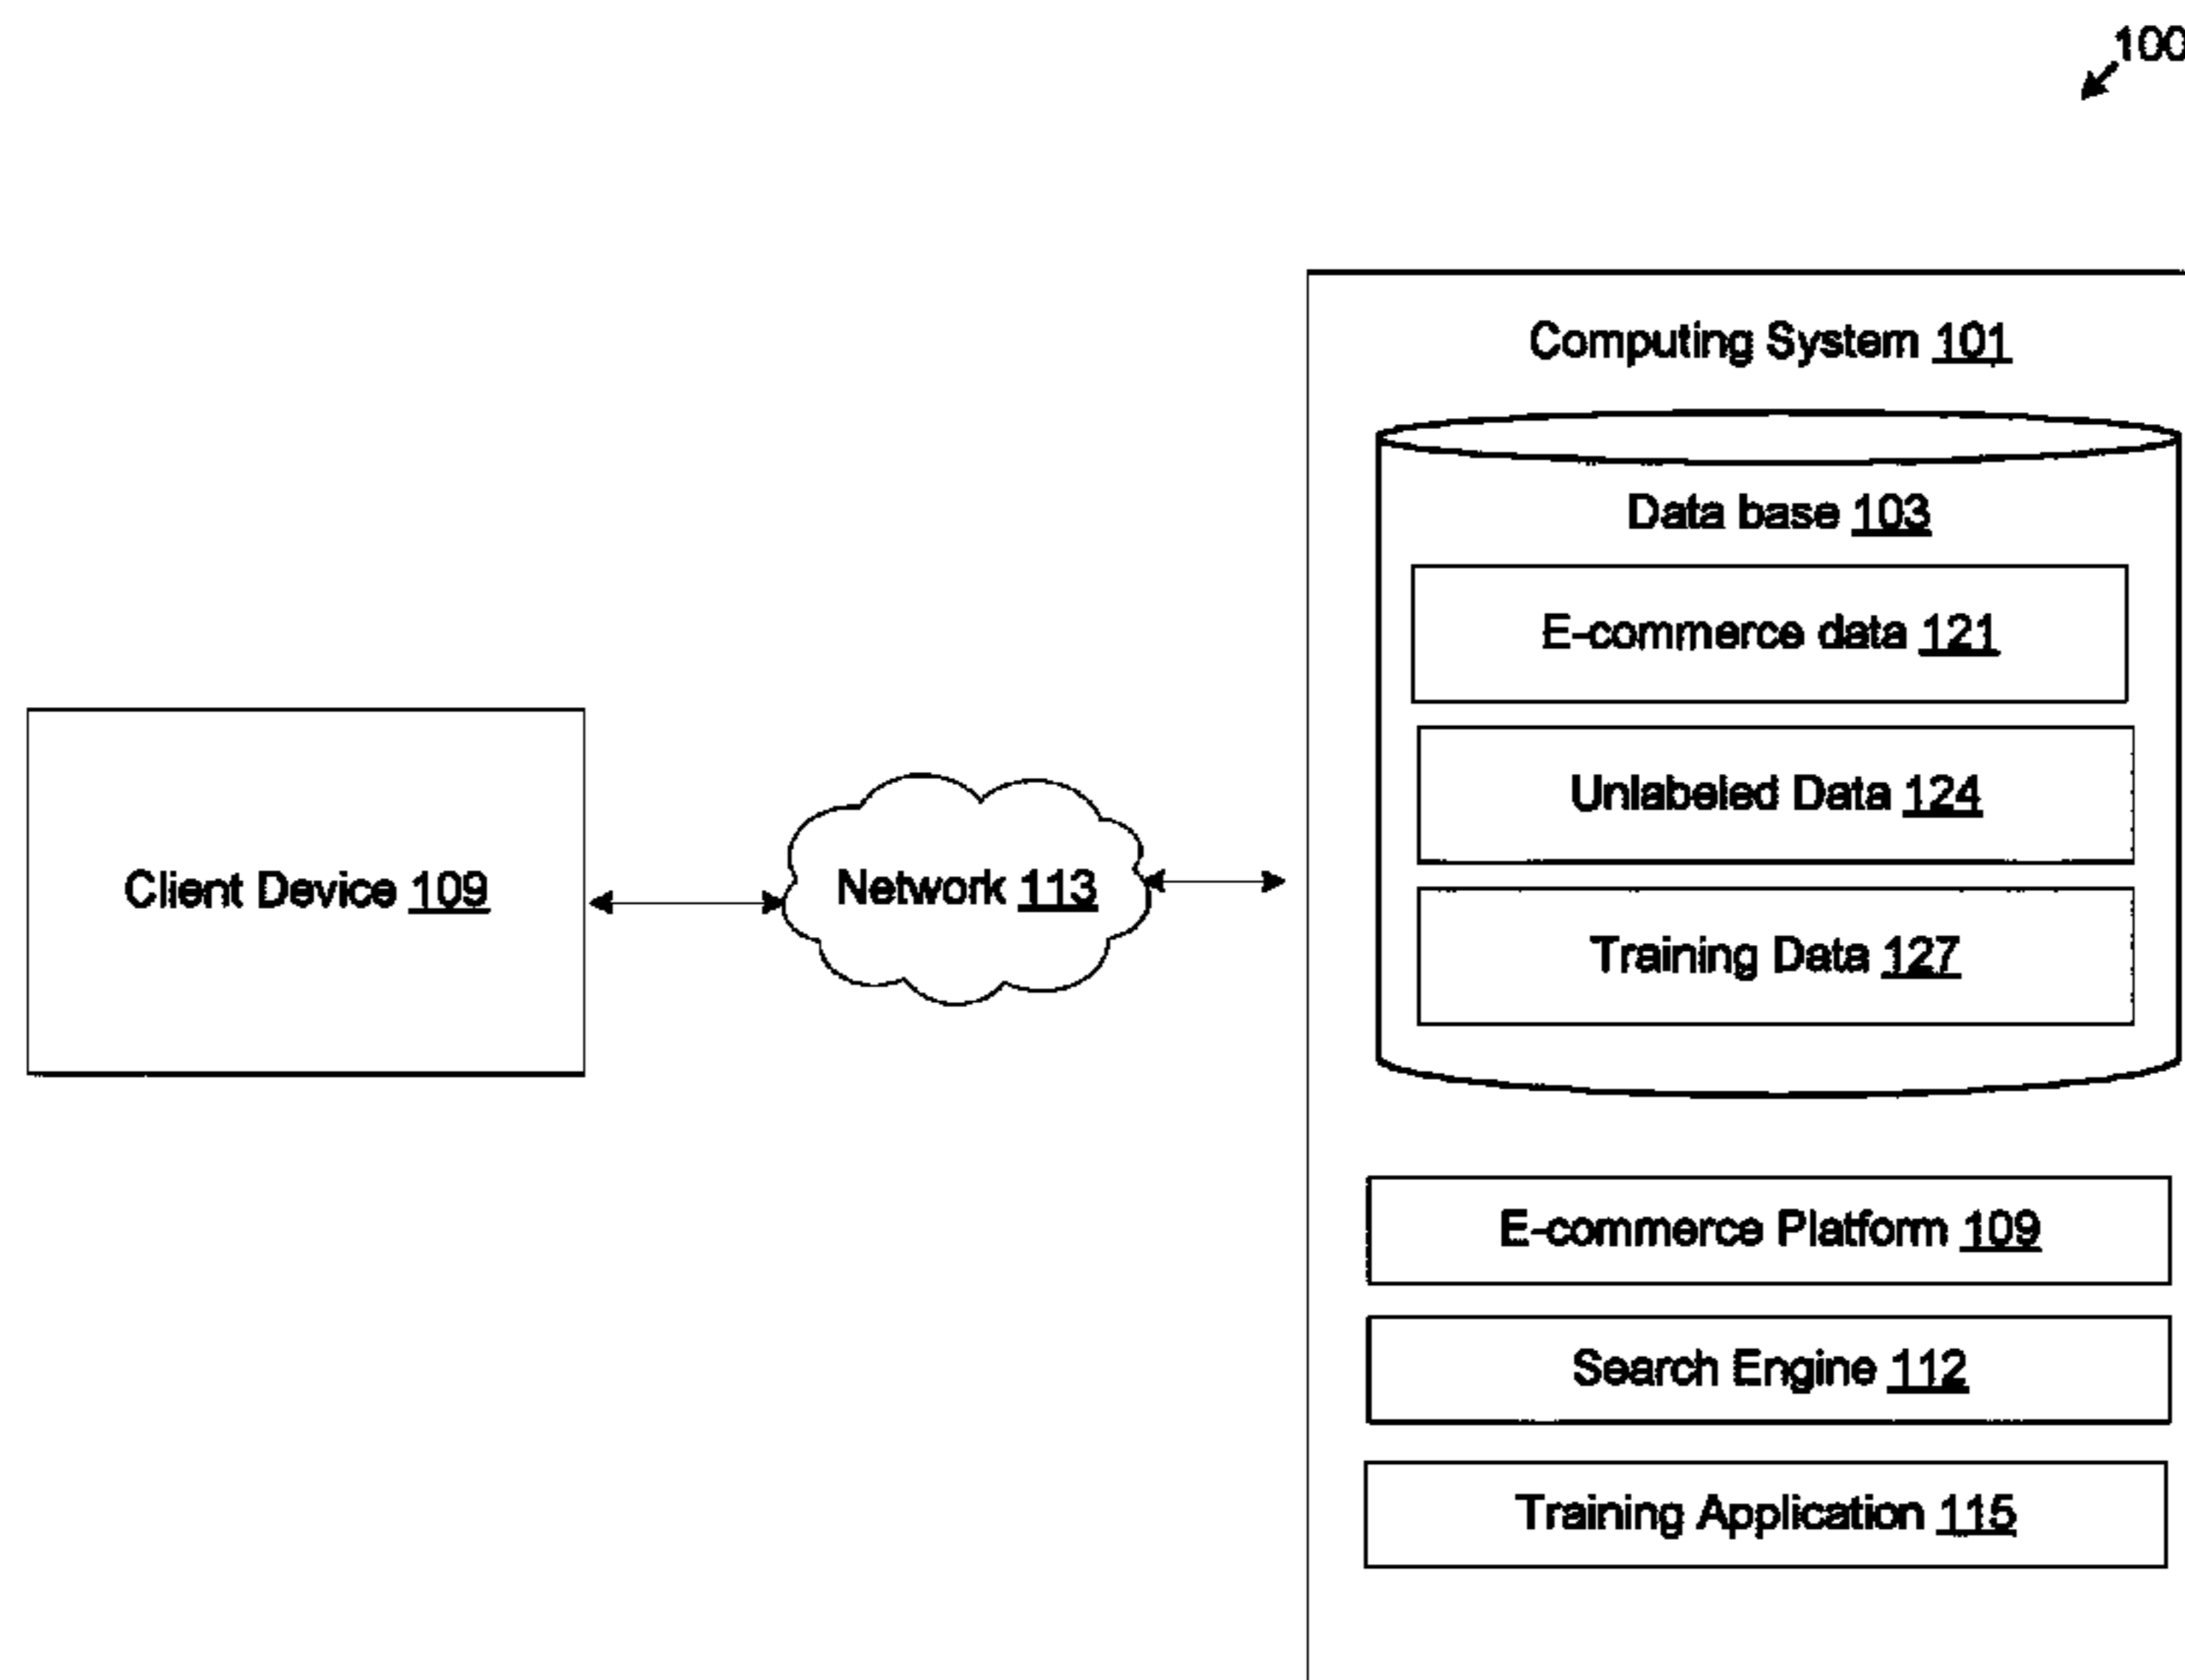 100
Computing System 101
Data base 103
E-commerce data 121
Unlabeled Data 124
Training Data 127
Client Device 109
Network 113
E-commerce Platform 109
Search Engine 112
Training Application 115